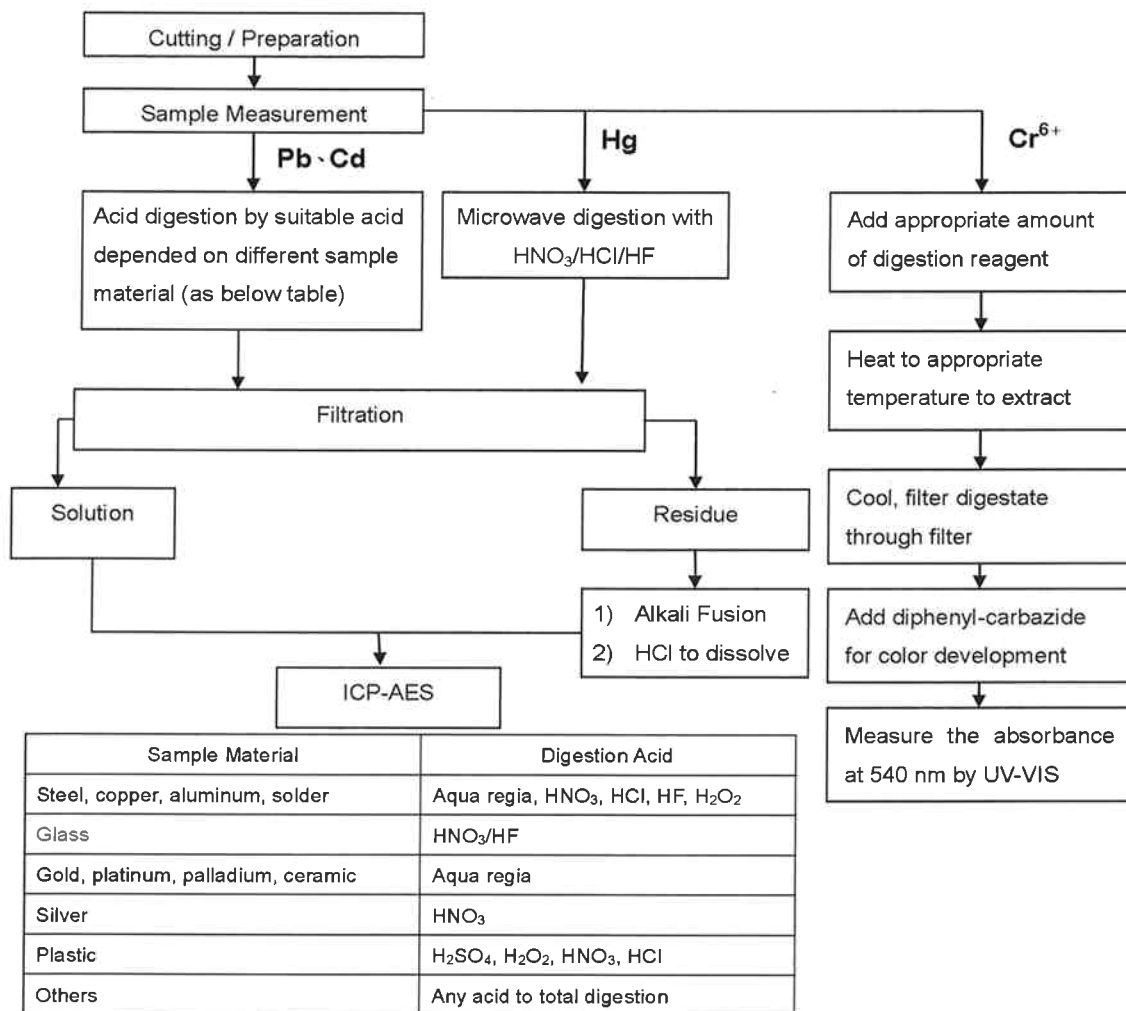 Cutting / Preparation
Sample Measurement
Pb、Cd
Hg
Cr⁶⁺
Acid digestion by suitable acid
depended on different sample
material (as below table)
Microwave digestion with
HNO₃/HCl/HF
Add appropriate amount
of digestion reagent
Heat to appropriate
temperature to extract
Filtration
Solution
Residue
Cool, filter digestate
through filter
1) Alkali Fusion
2) HCl to dissolve
Add diphenyl-carbazide
for color development
ICP-AES
Measure the absorbance
at 540 nm by UV-VIS
Sample Material Digestion Acid
Steel, copper, aluminum, solder Aqua regia, HNO₃, HCl, HF, H₂O₂
Glass HNO₃/HF
Gold, platinum, palladium, ceramic Aqua regia
Silver HNO₃
Plastic H₂SO₄, H₂O₂, HNO₃, HCl
Others Any acid to total digestion